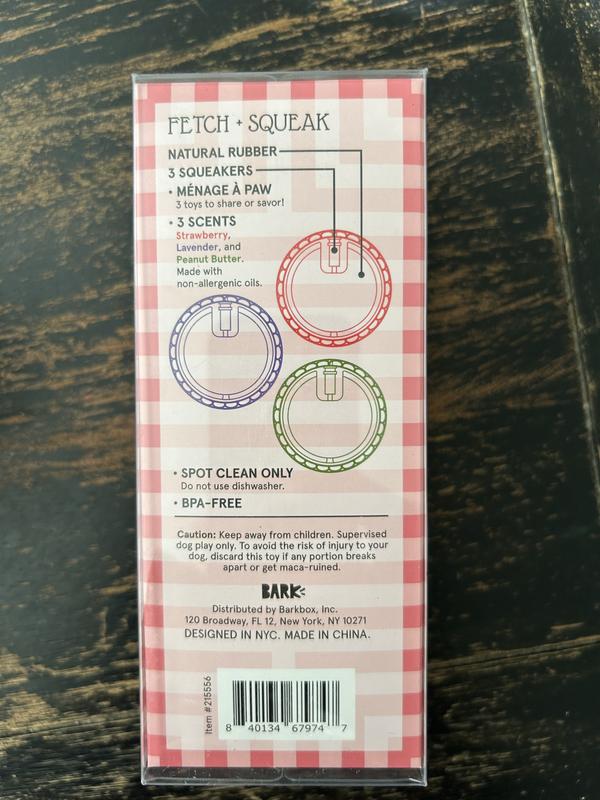 FETCH + SQUEAK
NATURAL RUBBER
3 SQUEAKERS
• MÉNAGE À PAW
3 toys to share or savor!
• 3 SCENTS
Strawberry,
Lavender, and
Peanut Butter.
Made with
non-allergenic oils.
• SPOT CLEAN ONLY
Do not use dishwasher.
• BPA-FREE
Caution: Keep away from children. Supervised
dog play only. To avoid the risk of injury to your
dog, discard this toy if any portion breaks
apart or get maca-ruined.
BARK
Distributed by Barkbox, Inc.
120 Broadway, FL 12, New York, NY 10271
DESIGNED IN NYC. MADE IN CHINA.
Item #215556
8 40134 67974 7